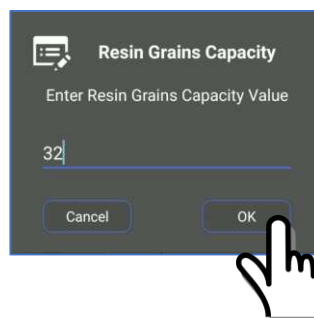 Resin Grains Capacity
Enter Resin Grains Capacity Value
32
Cancel OK